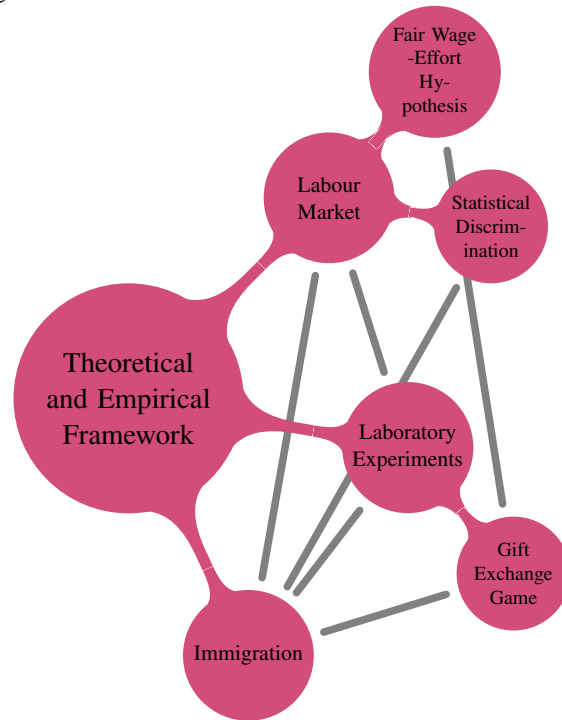 Fair Wage
-Effort
Hy-
pothesis
Labour
Market
Statistical
Discrim-
ination
Theoretical
and Empirical
Framework
Laboratory
Experiments
Gift
Exchange
Game
Immigration